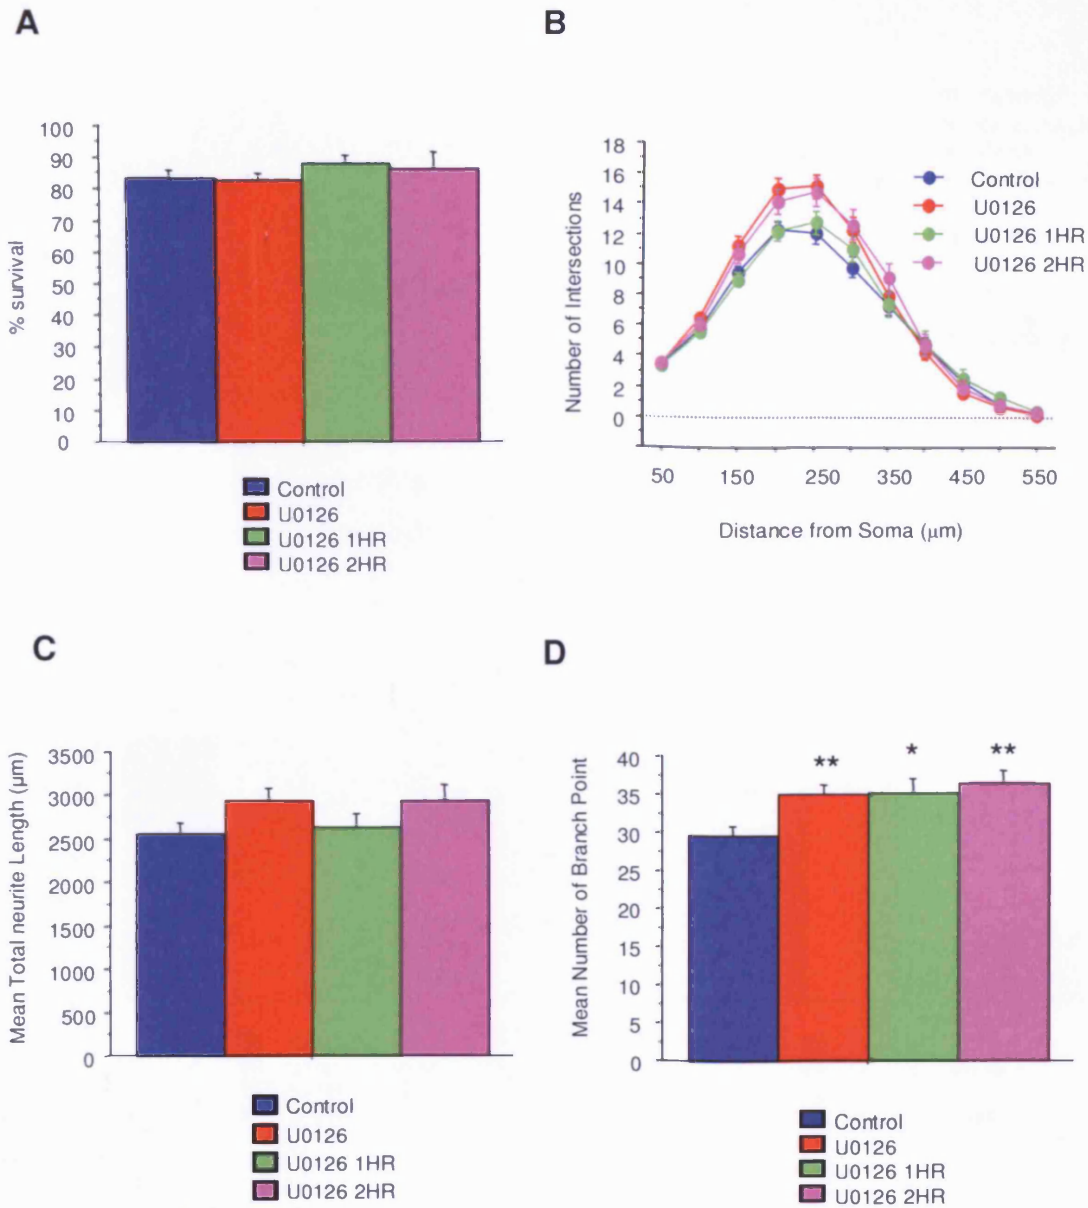 A
% survival
100
90
80
70
60
50
40
30
20
10
0
Control
U0126
U0126 1HR
U0126 2HR
B
Number of Intersections
18
16
14
12
10
8
6
4
2
0
50 150 250 350 450 550
Distance from Soma (µm)
Control
U0126
U0126 1HR
U0126 2HR
C
Mean Total neurite Length (µm)
3500
3000
2500
2000
1500
1000
500
0
Control
U0126
U0126 1HR
U0126 2HR
D
Mean Number of Branch Point
40
35
30
25
20
15
10
5
0
** * **
Control
U0126
U0126 1HR
U0126 2HR